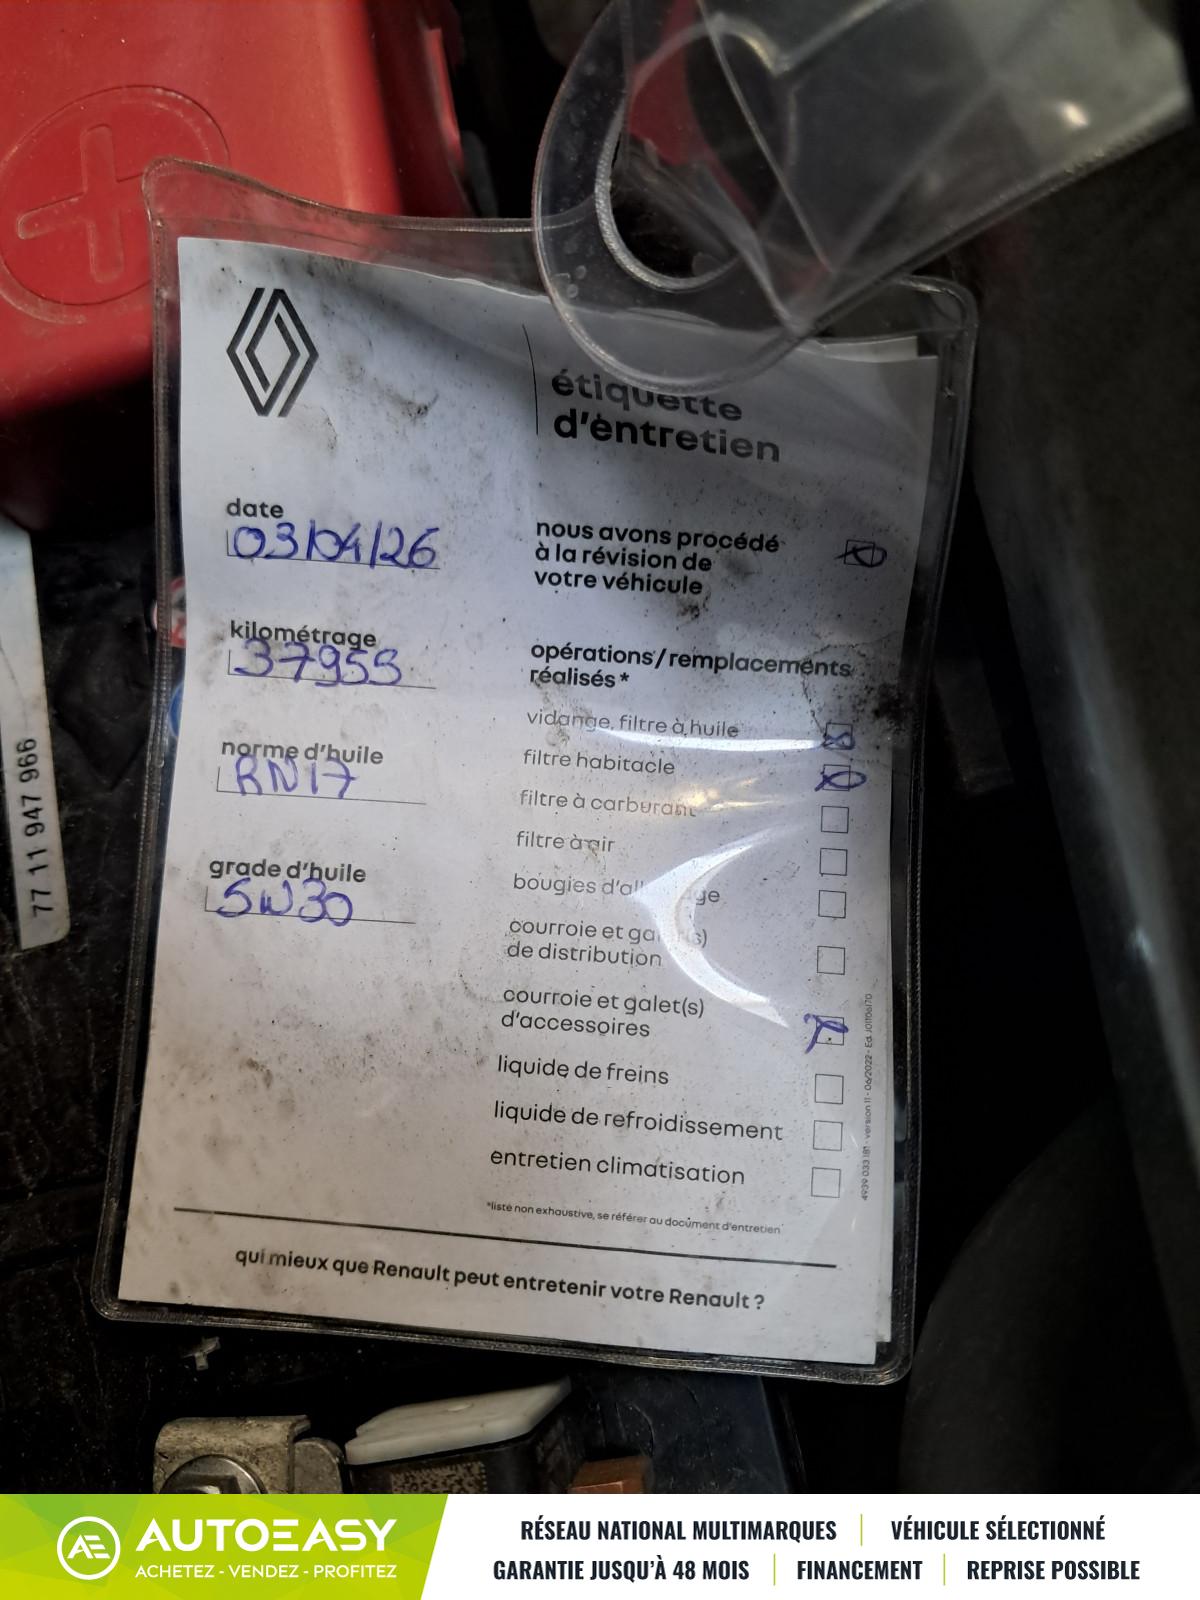 étiquette
d'entretien
date
03/04/26
nous avons procédé
à la révision de
votre véhicule
kilométrage
37955
opérations/remplacements
réalisés*
vidange, filtre à huile
norme d'huile
RN17
filtre habitacle
filtre à carburant
filtre à air
grade d'huile
5W30
bougies d'al ge
courroie et galet(s)
de distribution
courroie et galet(s)
d'accessoires
liquide de freins
liquide de refroidissement
entretien climatisation
*liste non exhaustive, se référer au document d'entretien
qui mieux que Renault peut entretenir votre Renault ?
77 11 947 966
AE AUTOEASY
ACHETEZ - VENDEZ - PROFITEZ
RÉSEAU NATIONAL MULTIMARQUES
VÉHICULE SÉLECTIONNÉ
GARANTIE JUSQU'À 48 MOIS
FINANCEMENT
REPRISE POSSIBLE